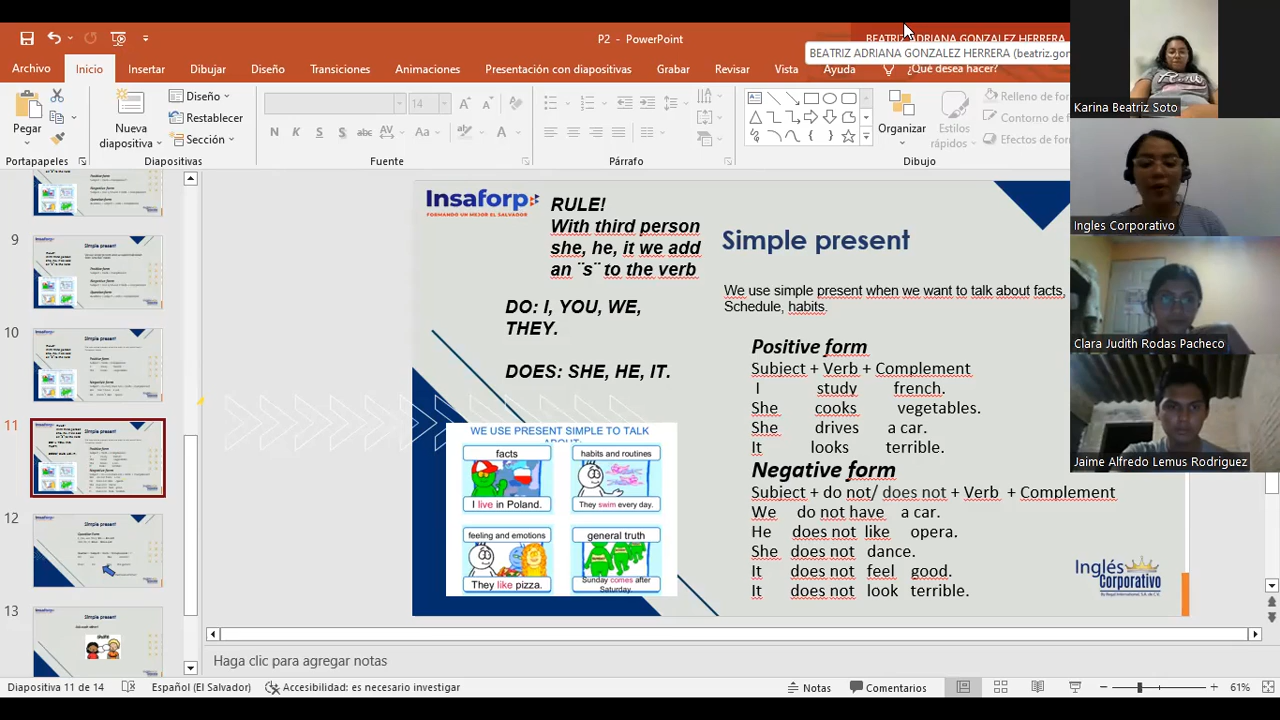 P2 - PowerPoint
BEATRIZ ADRIANA GONZALEZ HERRERA
BEATRIZ ADRIANA GONZALEZ HERRERA (beatriz.gon
Archivo Inicio Insertar Dibujar Diseño Transiciones Animaciones Presentación con diapositivas Grabar Revisar Vista Ayuda ¿Qué desea hacer?
Pegar
Nueva
diapositiva
Diseño
Restablecer
Sección
14
Organizar
Estilos
rápidos
Relleno de for
Contorno de f
Efectos de for
Portapapeles Diapositivas Fuente Párrafo Dibujo
9
10
11
12
13
Insaforp
FORMANDO UN MEJOR EL SALVADOR
RULE!
With third person
she, he, it we add
an ¨s¨ to the verb
DO: I, YOU, WE,
THEY.
DOES: SHE, HE, IT.
WE USE PRESENT SIMPLE TO TALK
ABOUT:
facts
I live in Poland.
habits and routines
They swim every day.
feeling and emotions
They like pizza.
general truth
Sunday comes after
Saturday.
Simple present
We use simple present when we want to talk about facts,
Schedule, habits.
Positive form
Subject + Verb + Complement
I study french.
She cooks vegetables.
She drives a car.
It looks terrible.
Negative form
Subject + do not/ does not + Verb + Complement
We do not have a car.
He does not like opera.
She does not dance.
It does not feel good.
It does not look terrible.
Inglés
Corporativo
Karina Beatriz Soto
Ingles Corporativo
Clara Judith Rodas Pacheco
Jaime Alfredo Lemus Rodriguez
Haga clic para agregar notas
Diapositiva 11 de 14 Español (El Salvador) Accesibilidad: es necesario investigar Notas Comentarios 61%